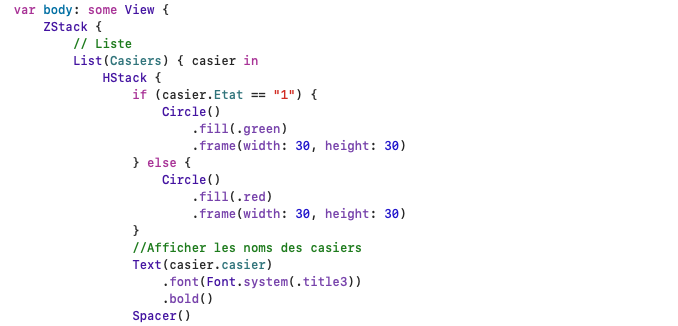 var body: some View {
ZStack {
// Liste
List(Casiers) { casier in
HStack {
if (casier.Etat == "1") {
Circle()
.fill(.green)
.frame(width: 30, height: 30)
} else {
Circle()
.fill(.red)
.frame(width: 30, height: 30)
}
//Afficher les noms des casiers
Text(casier.casier)
.font(Font.system(.title3))
.bold()
Spacer()